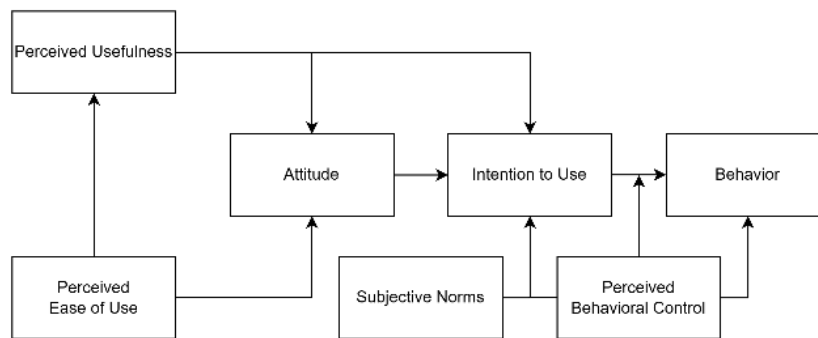 Perceived Usefulness
Attitude
Intention to Use
Behavior
Perceived
Ease of Use
Subjective Norms
Perceived
Behavioral Control